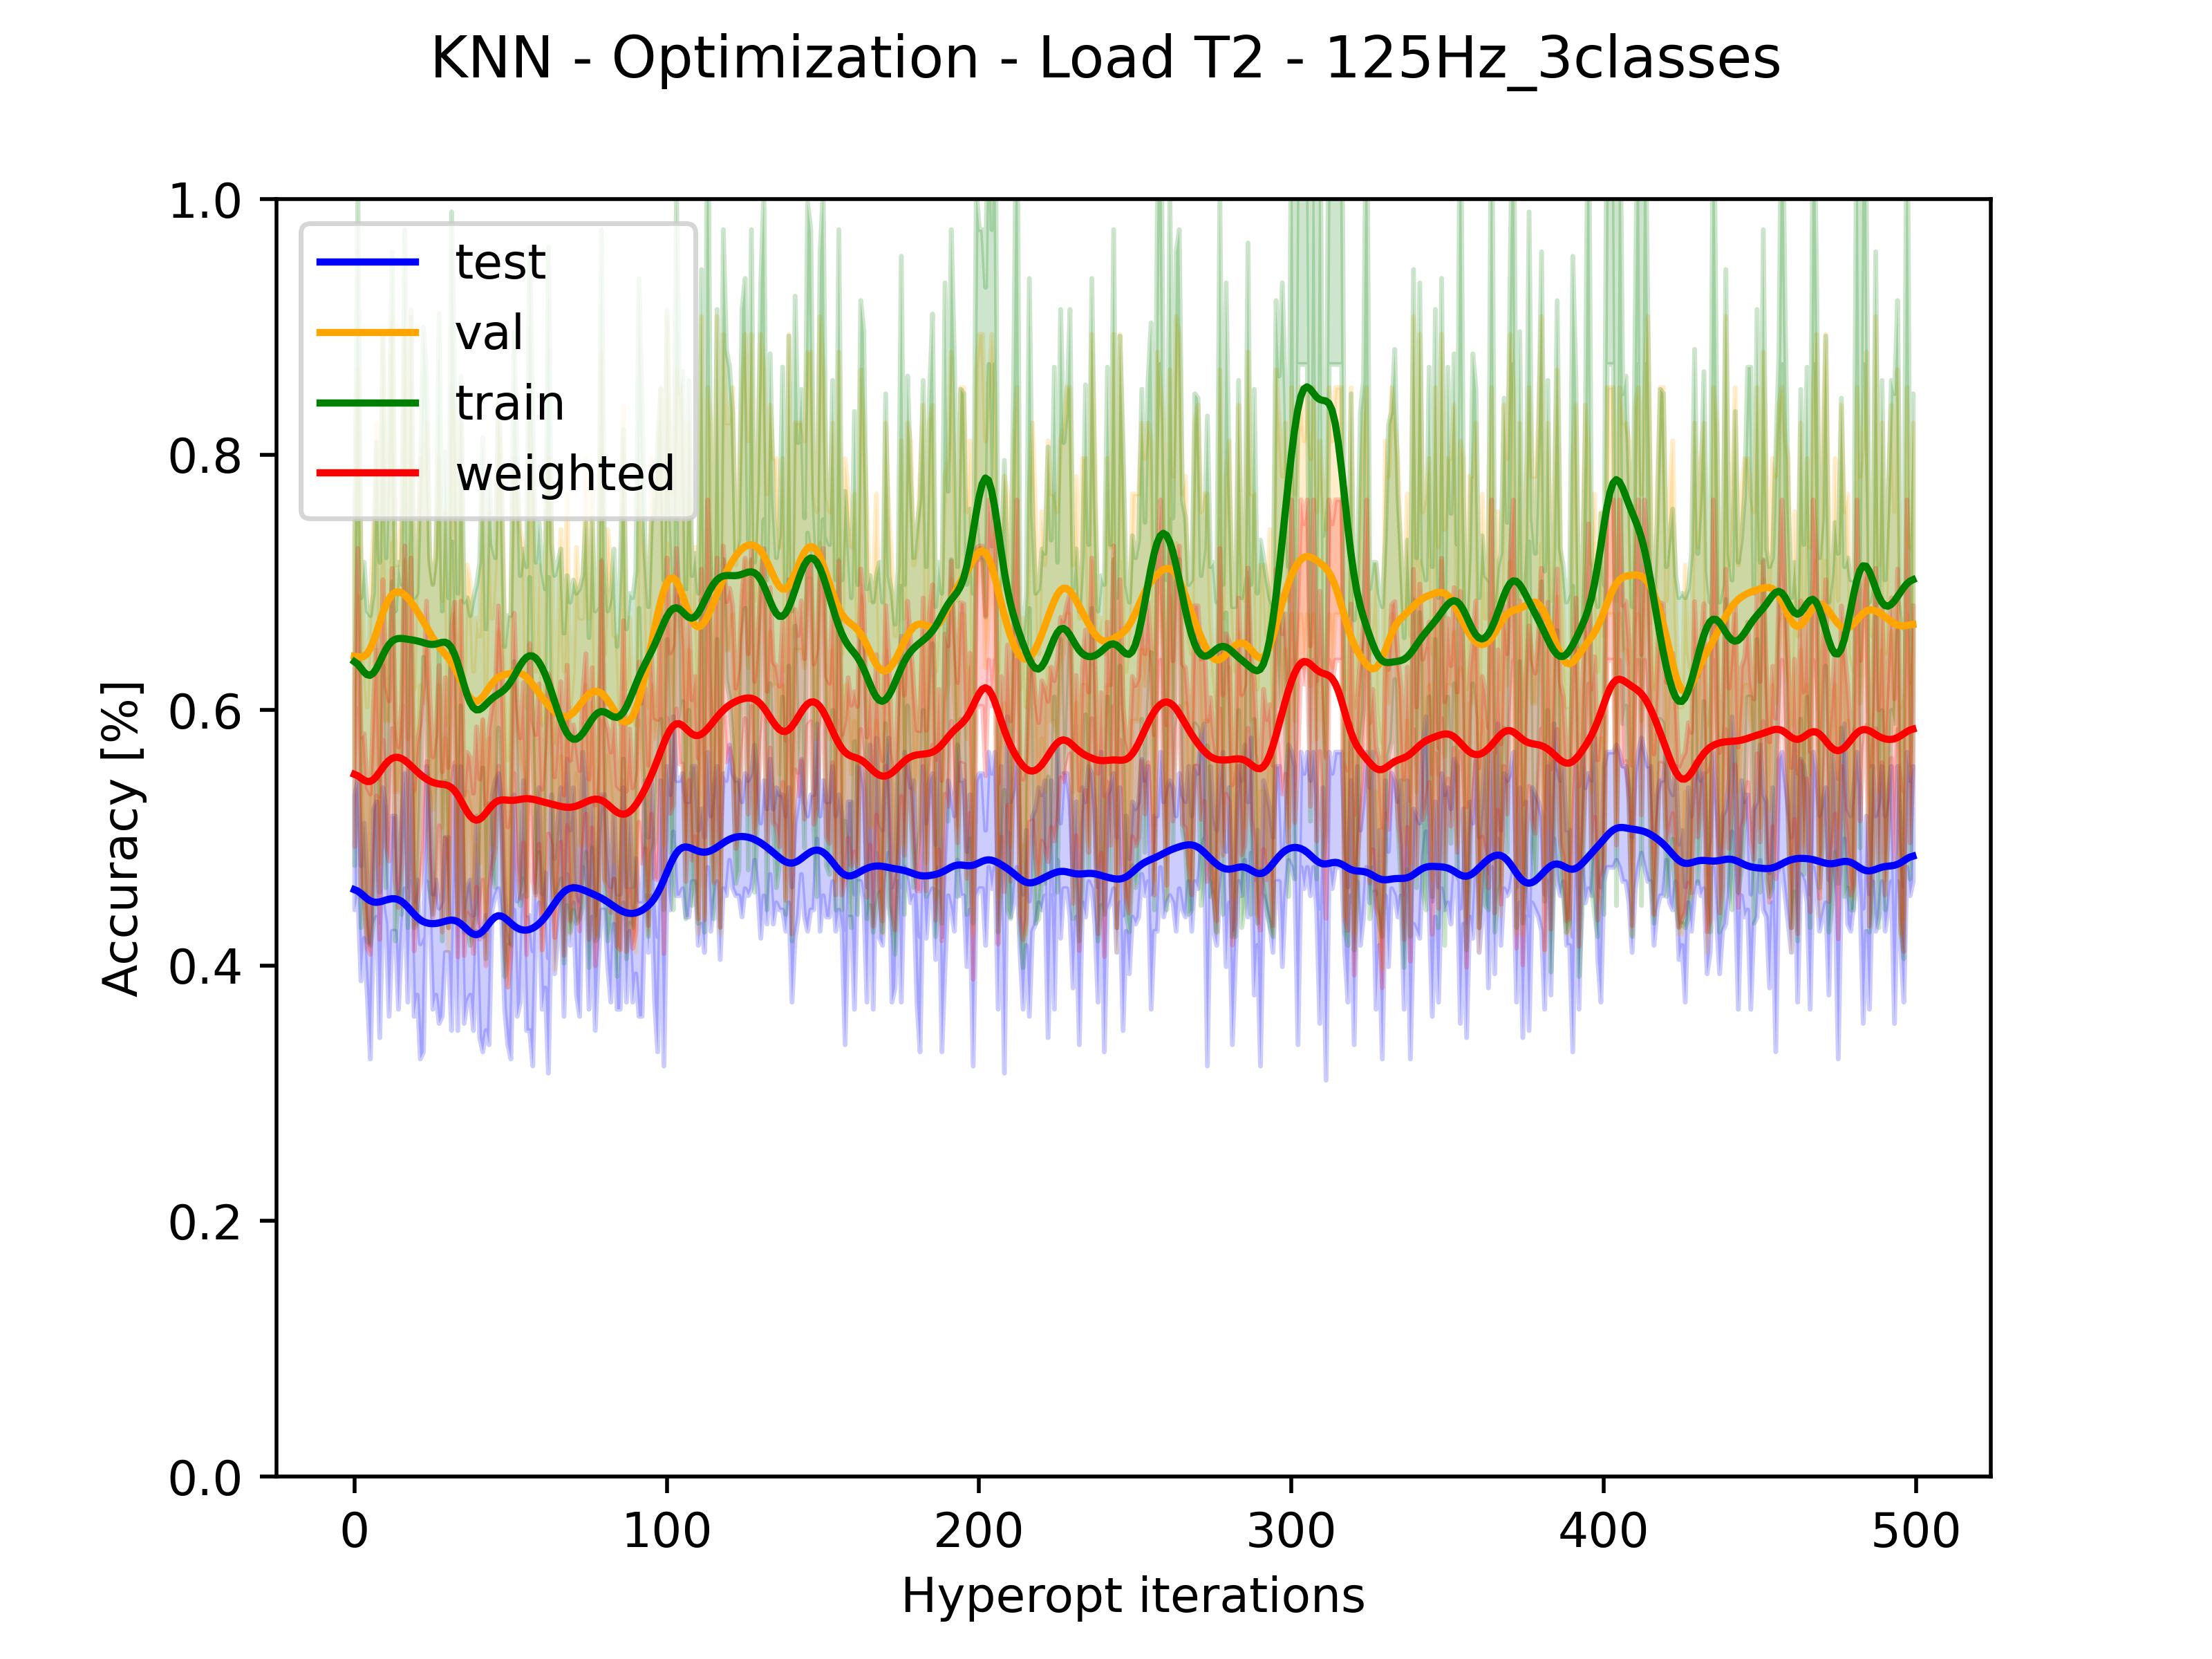 KNN - Optimization - Load T2 - 125Hz_3classes
1.0
0.8
0.6
0.4
0.2
0.0
Accuracy [%]
test
val
train
weighted
0 100 200 300 400 500
Hyperopt iterations